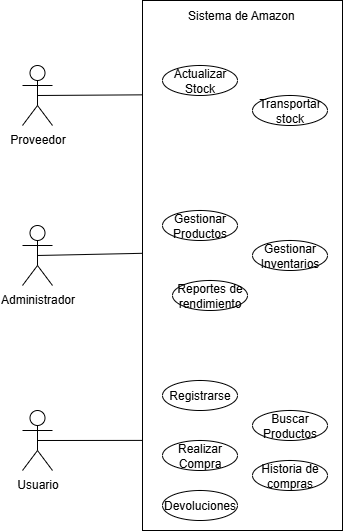 Sistema de Amazon
Actualizar
Stock
Transportar
stock
Proveedor
Gestionar
Productos
Gestionar
Inventarios
Reportes de
rendimiento
Administrador
Registrarse
Buscar
Productos
Realizar
Compra
Historia de
compras
Usuario
Devoluciones